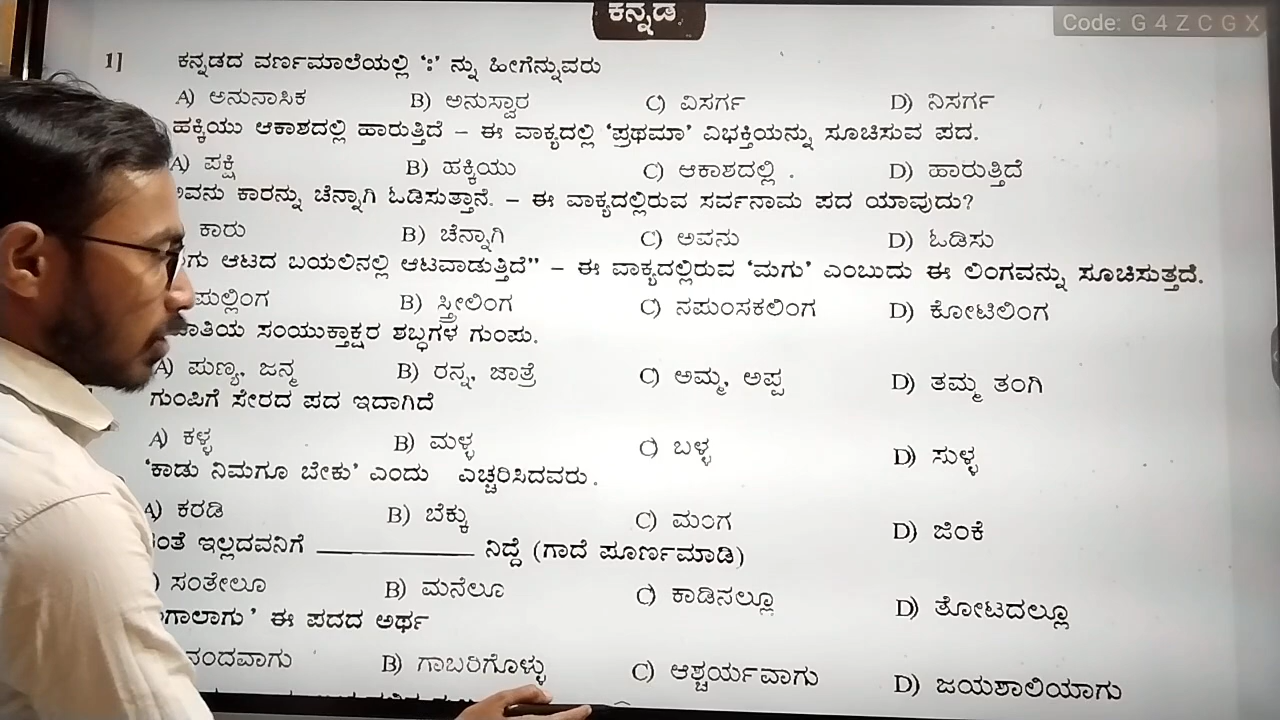 ಕನ್ನಡ
Code: G 4 Z C G X
1] ಕನ್ನಡದ ವರ್ಣಮಾಲೆಯಲ್ಲಿ ‘ಃ’ ನ್ನು ಹೀಗೆನ್ನುವರು
A) ಅನುನಾಸಿಕ B) ಅನುಸ್ವಾರ C) ವಿಸರ್ಗ D) ನಿಸರ್ಗ
ಹಕ್ಕಿಯು ಆಕಾಶದಲ್ಲಿ ಹಾರುತ್ತಿದೆ – ಈ ವಾಕ್ಯದಲ್ಲಿ ‘ಪ್ರಥಮಾ’ ವಿಭಕ್ತಿಯನ್ನು ಸೂಚಿಸುವ ಪದ.
A) ಪಕ್ಷಿ B) ಹಕ್ಕಿಯು C) ಆಕಾಶದಲ್ಲಿ . D) ಹಾರುತ್ತಿದೆ
ಕಾರನ್ನು ಚೆನ್ನಾಗಿ ಓಡಿಸುತ್ತಾನೆ. – ಈ ವಾಕ್ಯದಲ್ಲಿರುವ ಸರ್ವನಾಮ ಪದ ಯಾವುದು?
ಕಾರು B) ಚೆನ್ನಾಗಿ C) ಅವನು D) ಓಡಿಸು
ಆಟದ ಬಯಲಿನಲ್ಲಿ ಆಟವಾಡುತ್ತಿದೆ” – ಈ ವಾಕ್ಯದಲ್ಲಿರುವ ‘ಮಗು’ ಎಂಬುದು ಈ ಲಿಂಗವನ್ನು ಸೂಚಿಸುತ್ತದೆ.
ಪುಲ್ಲಿಂಗ B) ಸ್ತ್ರೀಲಿಂಗ C) ನಪುಂಸಕಲಿಂಗ D) ಕೋಟಿಲಿಂಗ
ಸಂಯುಕ್ತಾಕ್ಷರ ಶಬ್ಧಗಳ ಗುಂಪು.
A) ಪುಣ್ಯ, ಜನ್ಮ B) ರನ್ನ, ಜಾತ್ರೆ C) ಅಮ್ಮ, ಅಪ್ಪ D) ತಮ್ಮ ತಂಗಿ
ಗುಂಪಿಗೆ ಸೇರದ ಪದ ಇದಾಗಿದೆ
A) ಕಳ್ಳ B) ಮಳ್ಳ C) ಬಳ್ಳ D) ಸುಳ್ಳ
‘ಕಾಡು ನಿಮಗೂ ಬೇಕು’ ಎಂದು ಎಚ್ಚರಿಸಿದವರು.
A) ಕರಡಿ B) ಬೆಕ್ಕು C) ಮಂಗ D) ಜಿಂಕೆ
ಇಲ್ಲದವನಿಗೆ __________ ನಿದ್ದೆ (ಗಾದೆ ಪೂರ್ಣಮಾಡಿ)
) ಸಂತೇಲೂ B) ಮನೆಲೂ C) ಕಾಡಿನಲ್ಲೂ D) ತೋಟದಲ್ಲೂ
ಈ ಪದದ ಅರ್ಥ
B) ಗಾಬರಿಗೊಳ್ಳು C) ಆಶ್ಚರ್ಯವಾಗು D) ಜಯಶಾಲಿಯಾಗು